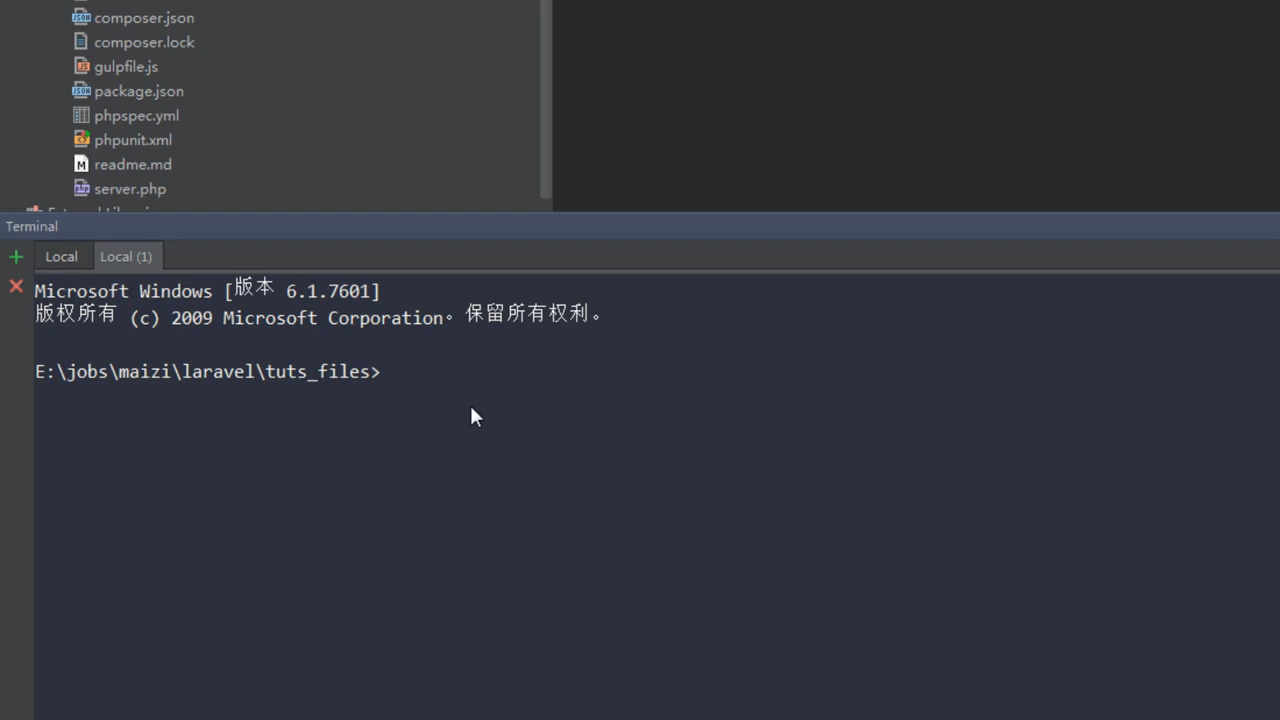 composer.json
composer.lock
gulpfile.js
package.json
phpspec.yml
phpunit.xml
readme.md
server.php
Terminal
Local
Local (1)
Microsoft Windows [版本 6.1.7601]
版权所有 (c) 2009 Microsoft Corporation。保留所有权利。
E:\jobs\maizi\laravel\tuts_files>